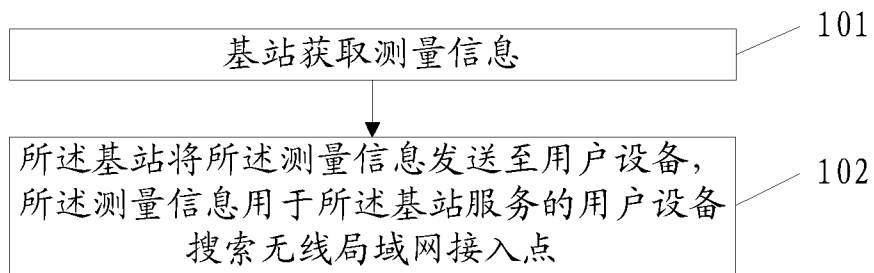 基站获取测量信息
101
所述基站将所述测量信息发送至用户设备，
所述测量信息用于所述基站服务的用户设备
搜索无线局域网接入点
102